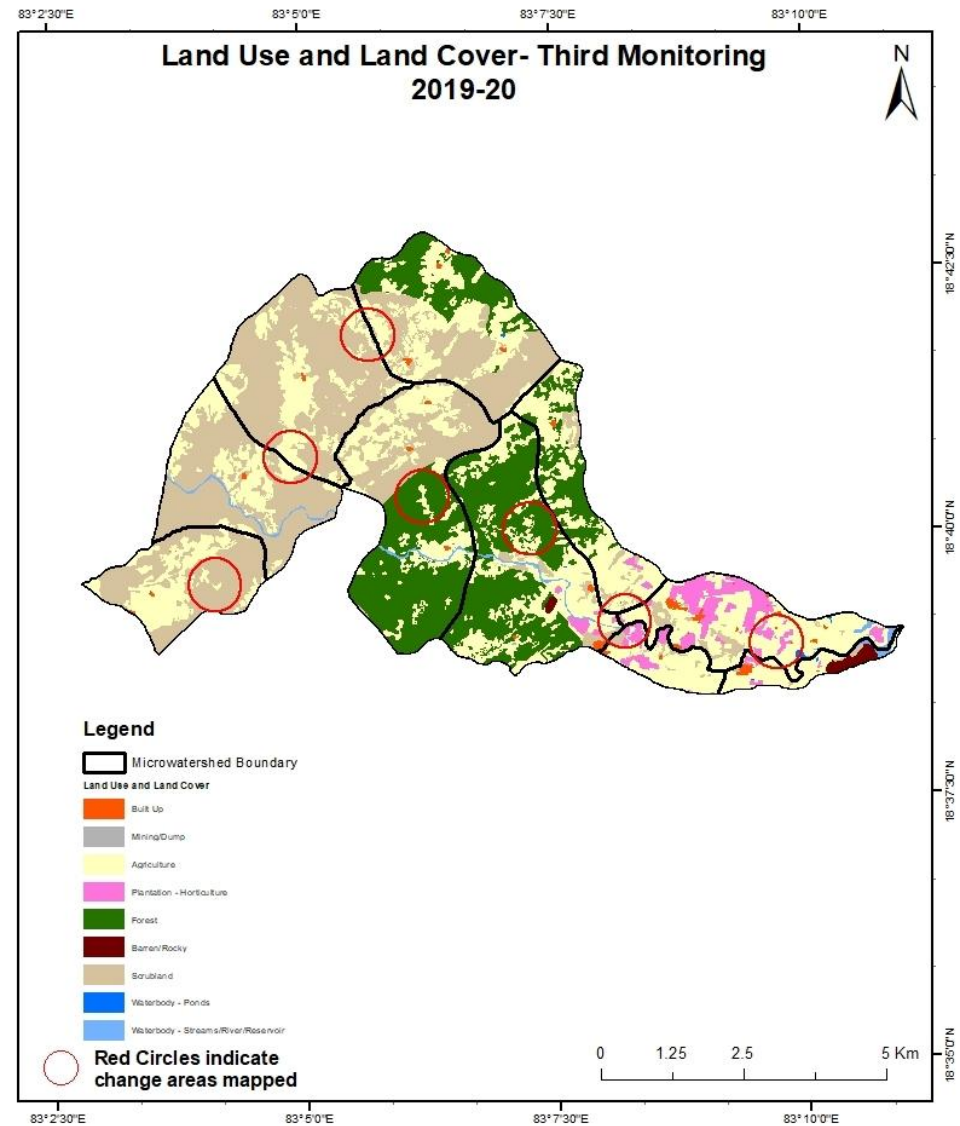 83°2'30"E 83°5'0"E 83°7'30"E 83°10'0"E
Land Use and Land Cover- Third Monitoring
2019-20
N
18°42'30"N
18°40'0"N
18°37'30"N
18°35'0"N
Legend
Microwatershed Boundary
Land Use and Land Cover
Built Up
Mining/Dump
Agriculture
Plantation - Horticulture
Forest
Barren/Rocky
Scrubland
Waterbody - Ponds
Waterbody - Streams/River/Reservoir
Red Circles indicate
change areas mapped
0 1.25 2.5 5 Km
83°2'30"E 83°5'0"E 83°7'30"E 83°10'0"E